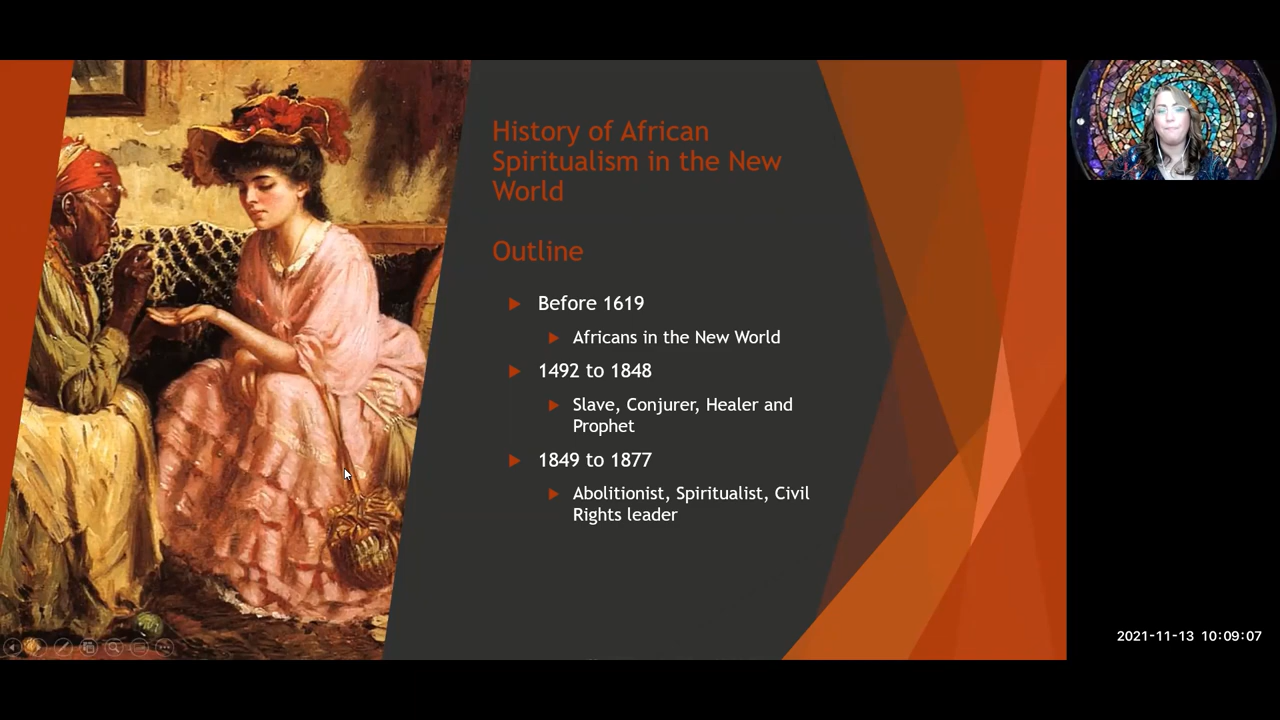 History of African
Spiritualism in the New
World
Outline
Before 1619
Africans in the New World
1492 to 1848
Slave, Conjurer, Healer and
Prophet
1849 to 1877
Abolitionist, Spiritualist, Civil
Rights leader
2021-11-13 10:09:07